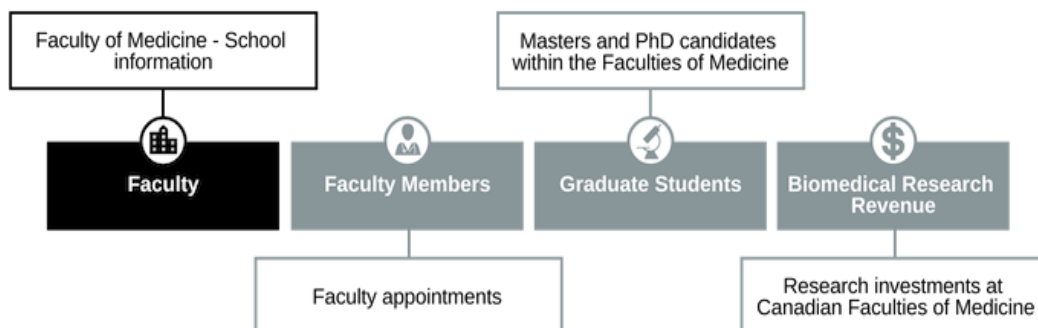 Faculty of Medicine - School
information
Masters and PhD candidates
within the Faculties of Medicine
Faculty
Faculty Members
Graduate Students
Biomedical Research
Revenue
Faculty appointments
Research investments at
Canadian Faculties of Medicine